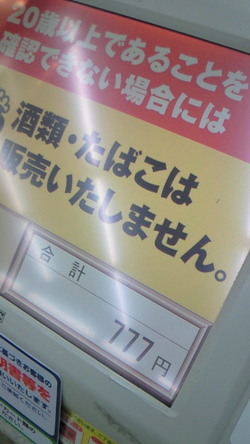 20歳以上であることを
確認できない場合には
酒類・たばこは
販売いたしません。
合計
777円